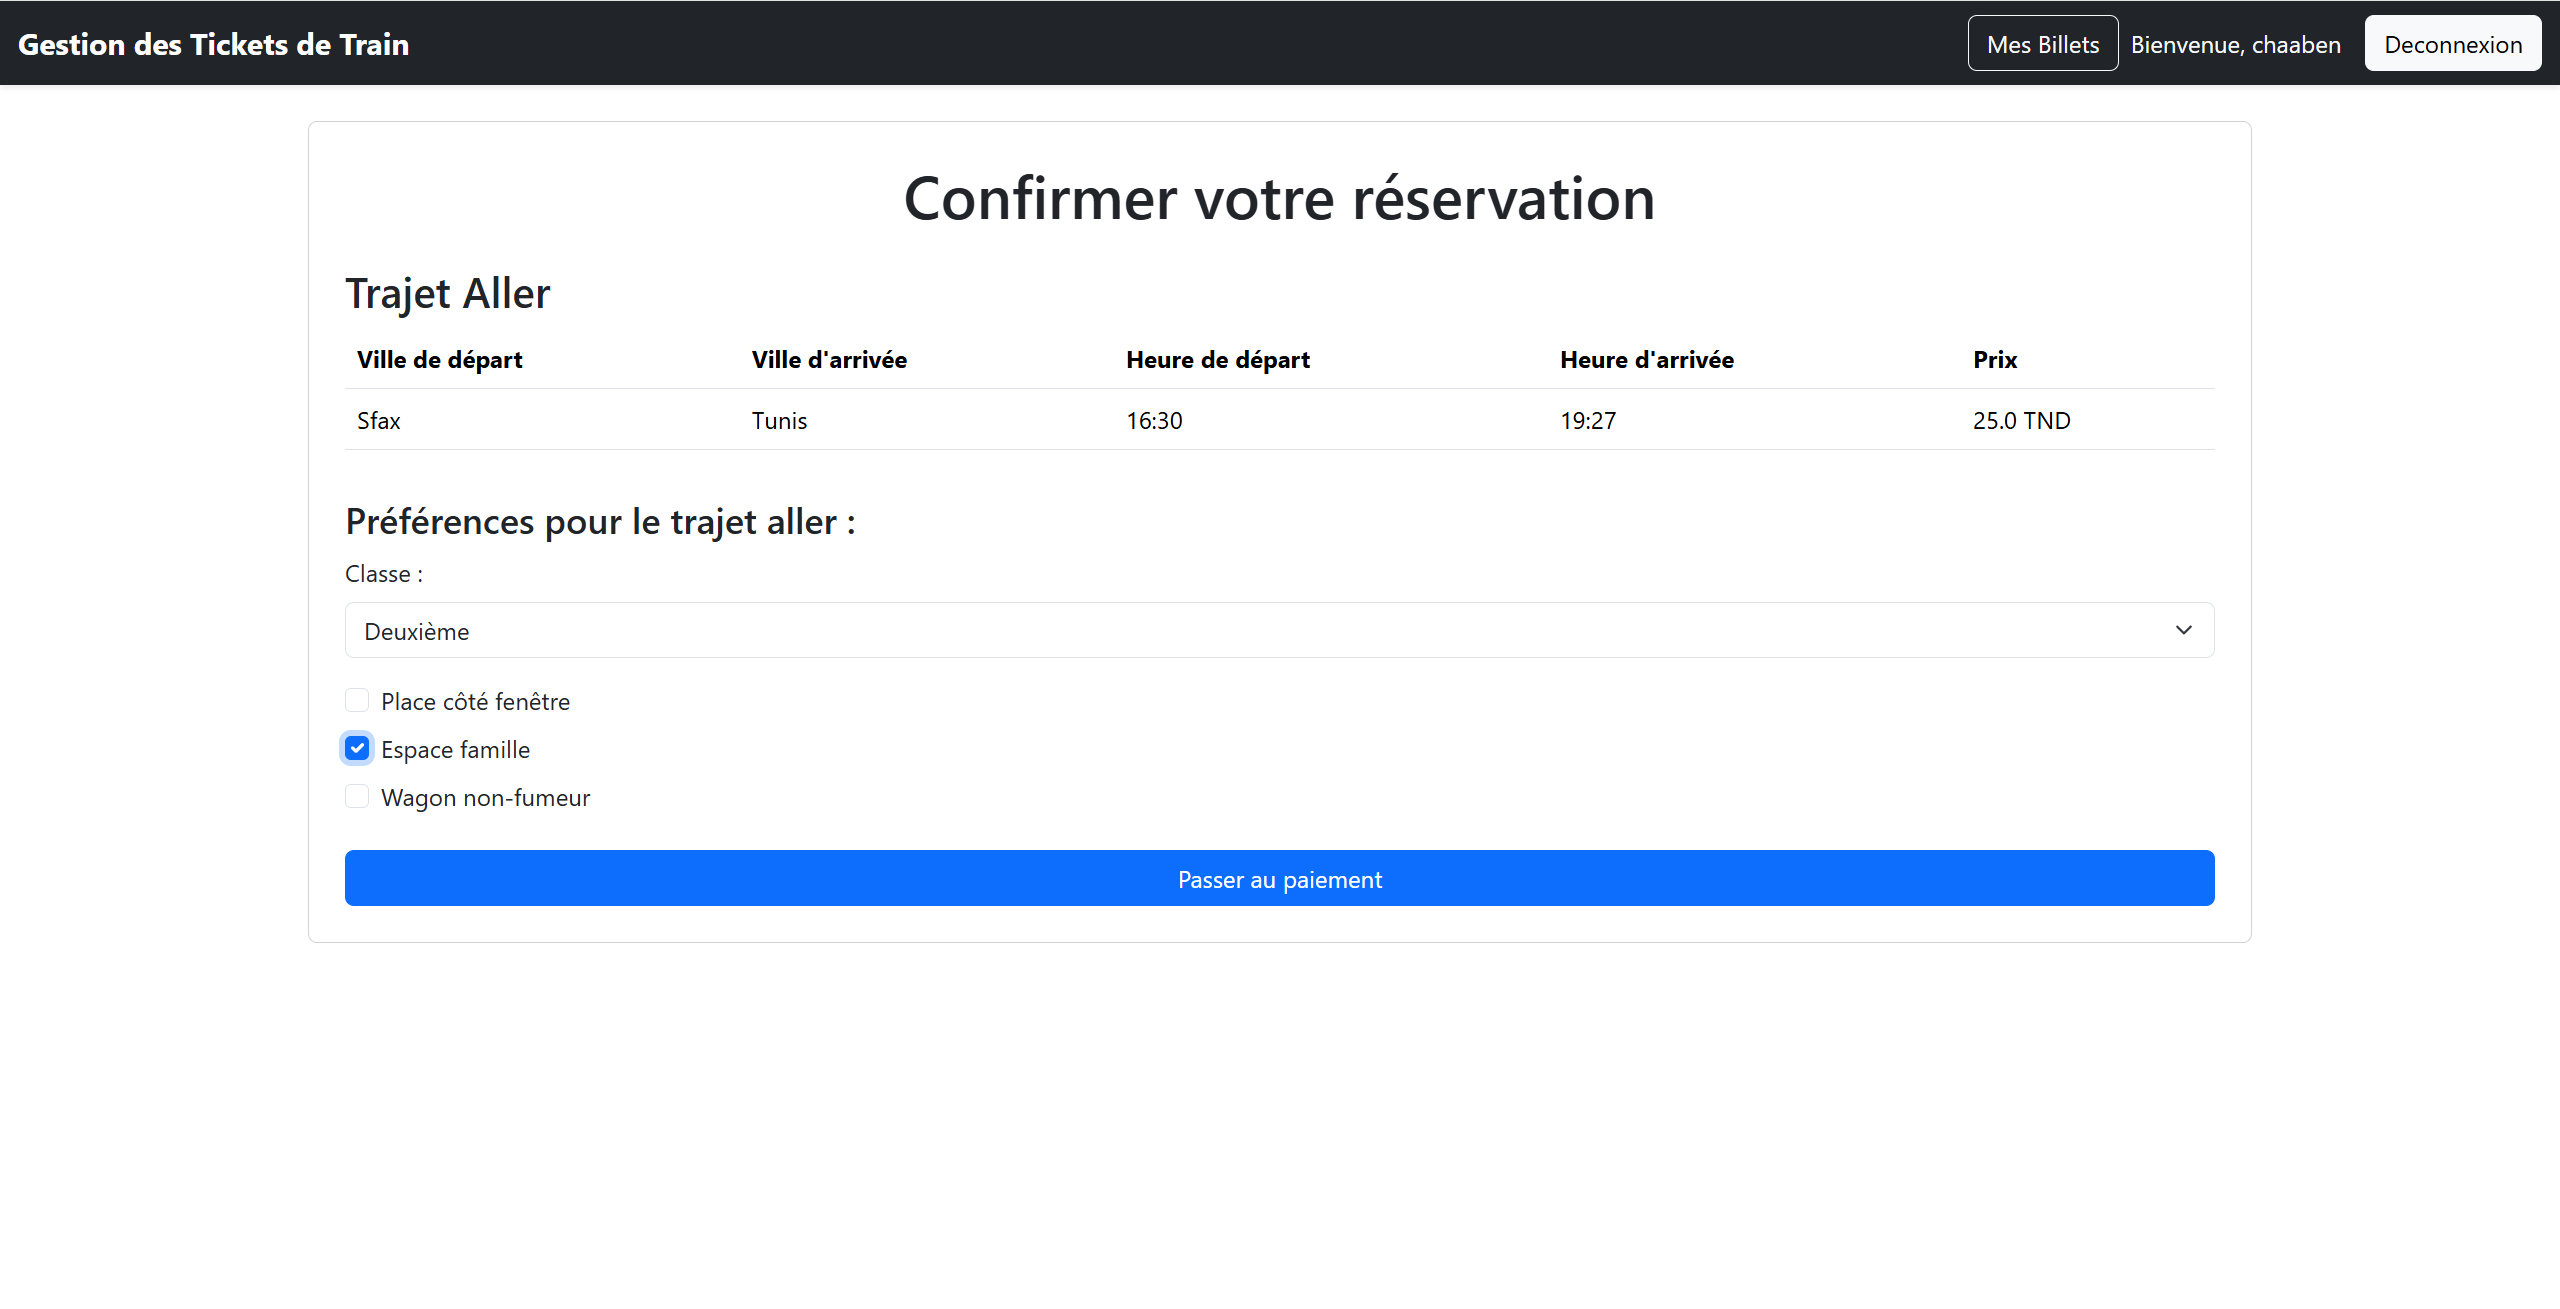 Gestion des Tickets de Train
Mes Billets Bienvenue, chaaben Deconnexion
Confirmer votre réservation
Trajet Aller
Ville de départ Ville d'arrivée Heure de départ Heure d'arrivée Prix
Sfax Tunis 16:30 19:27 25.0 TND
Préférences pour le trajet aller :
Classe :
Deuxième
Place côté fenêtre
Espace famille
Wagon non-fumeur
Passer au paiement